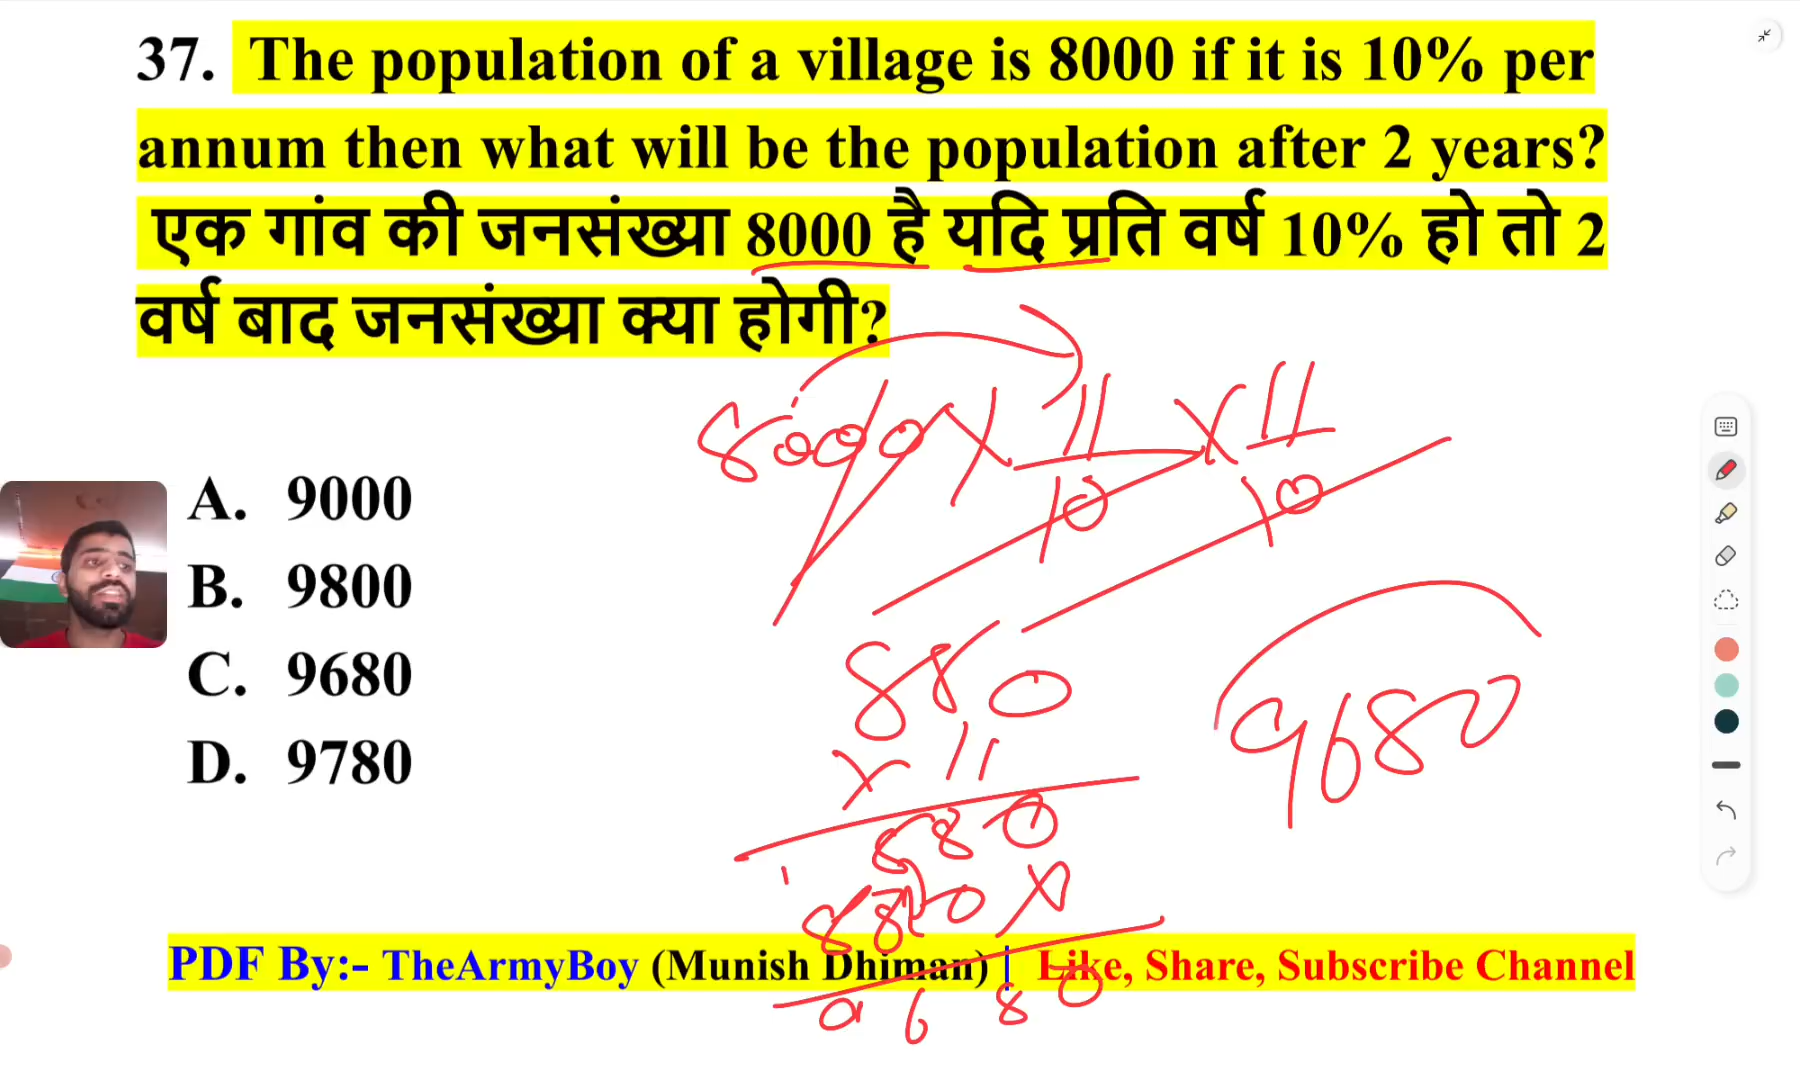 37. The population of a village is 8000 if it is 10% per
annum then what will be the population after 2 years?
एक गांव की जनसंख्या 8000 है यदि प्रति वर्ष 10% हो तो 2
वर्ष बाद जनसंख्या क्या होगी?
8000 × 11/10 × 11/10
A. 9000
B. 9800
C. 9680
D. 9780
880
× 11
880
880 ×
9680
9680
PDF By:- TheArmyBoy (Munish Dhiman) | Like, Share, Subscribe Channel